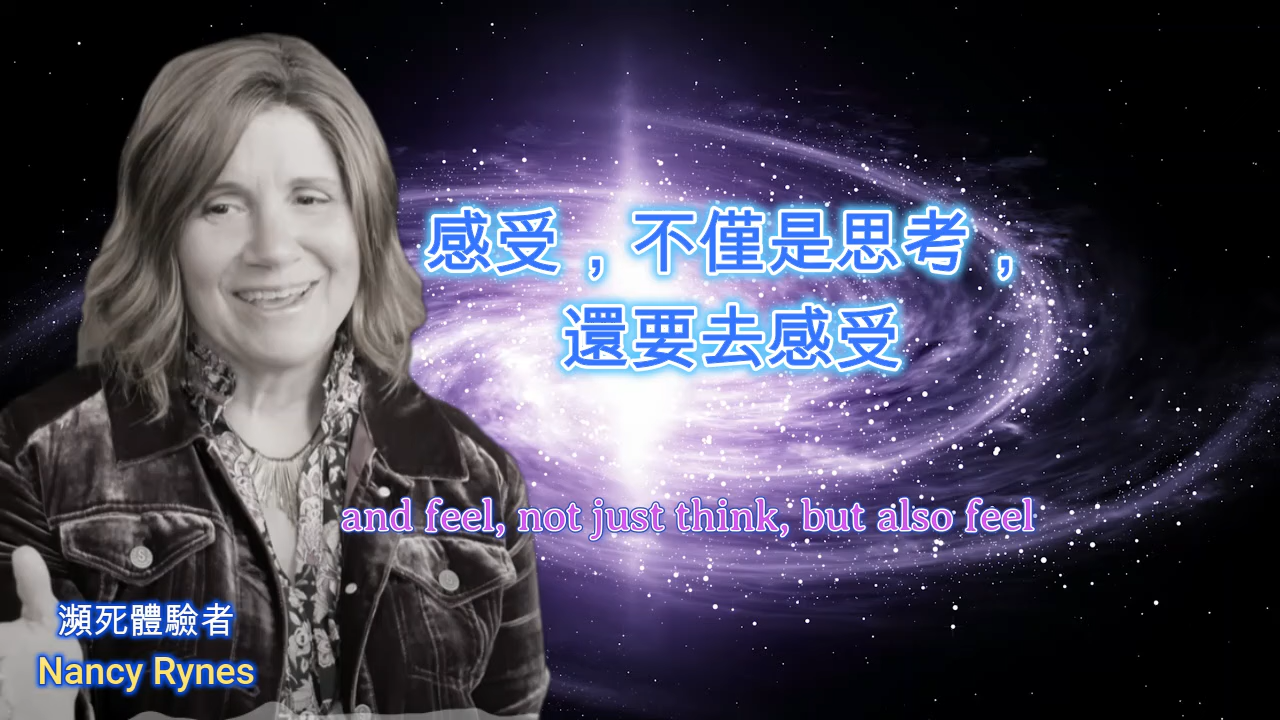 感受，不僅是思考，
還要去感受
and feel, not just think, but also feel
瀕死體驗者
Nancy Rynes